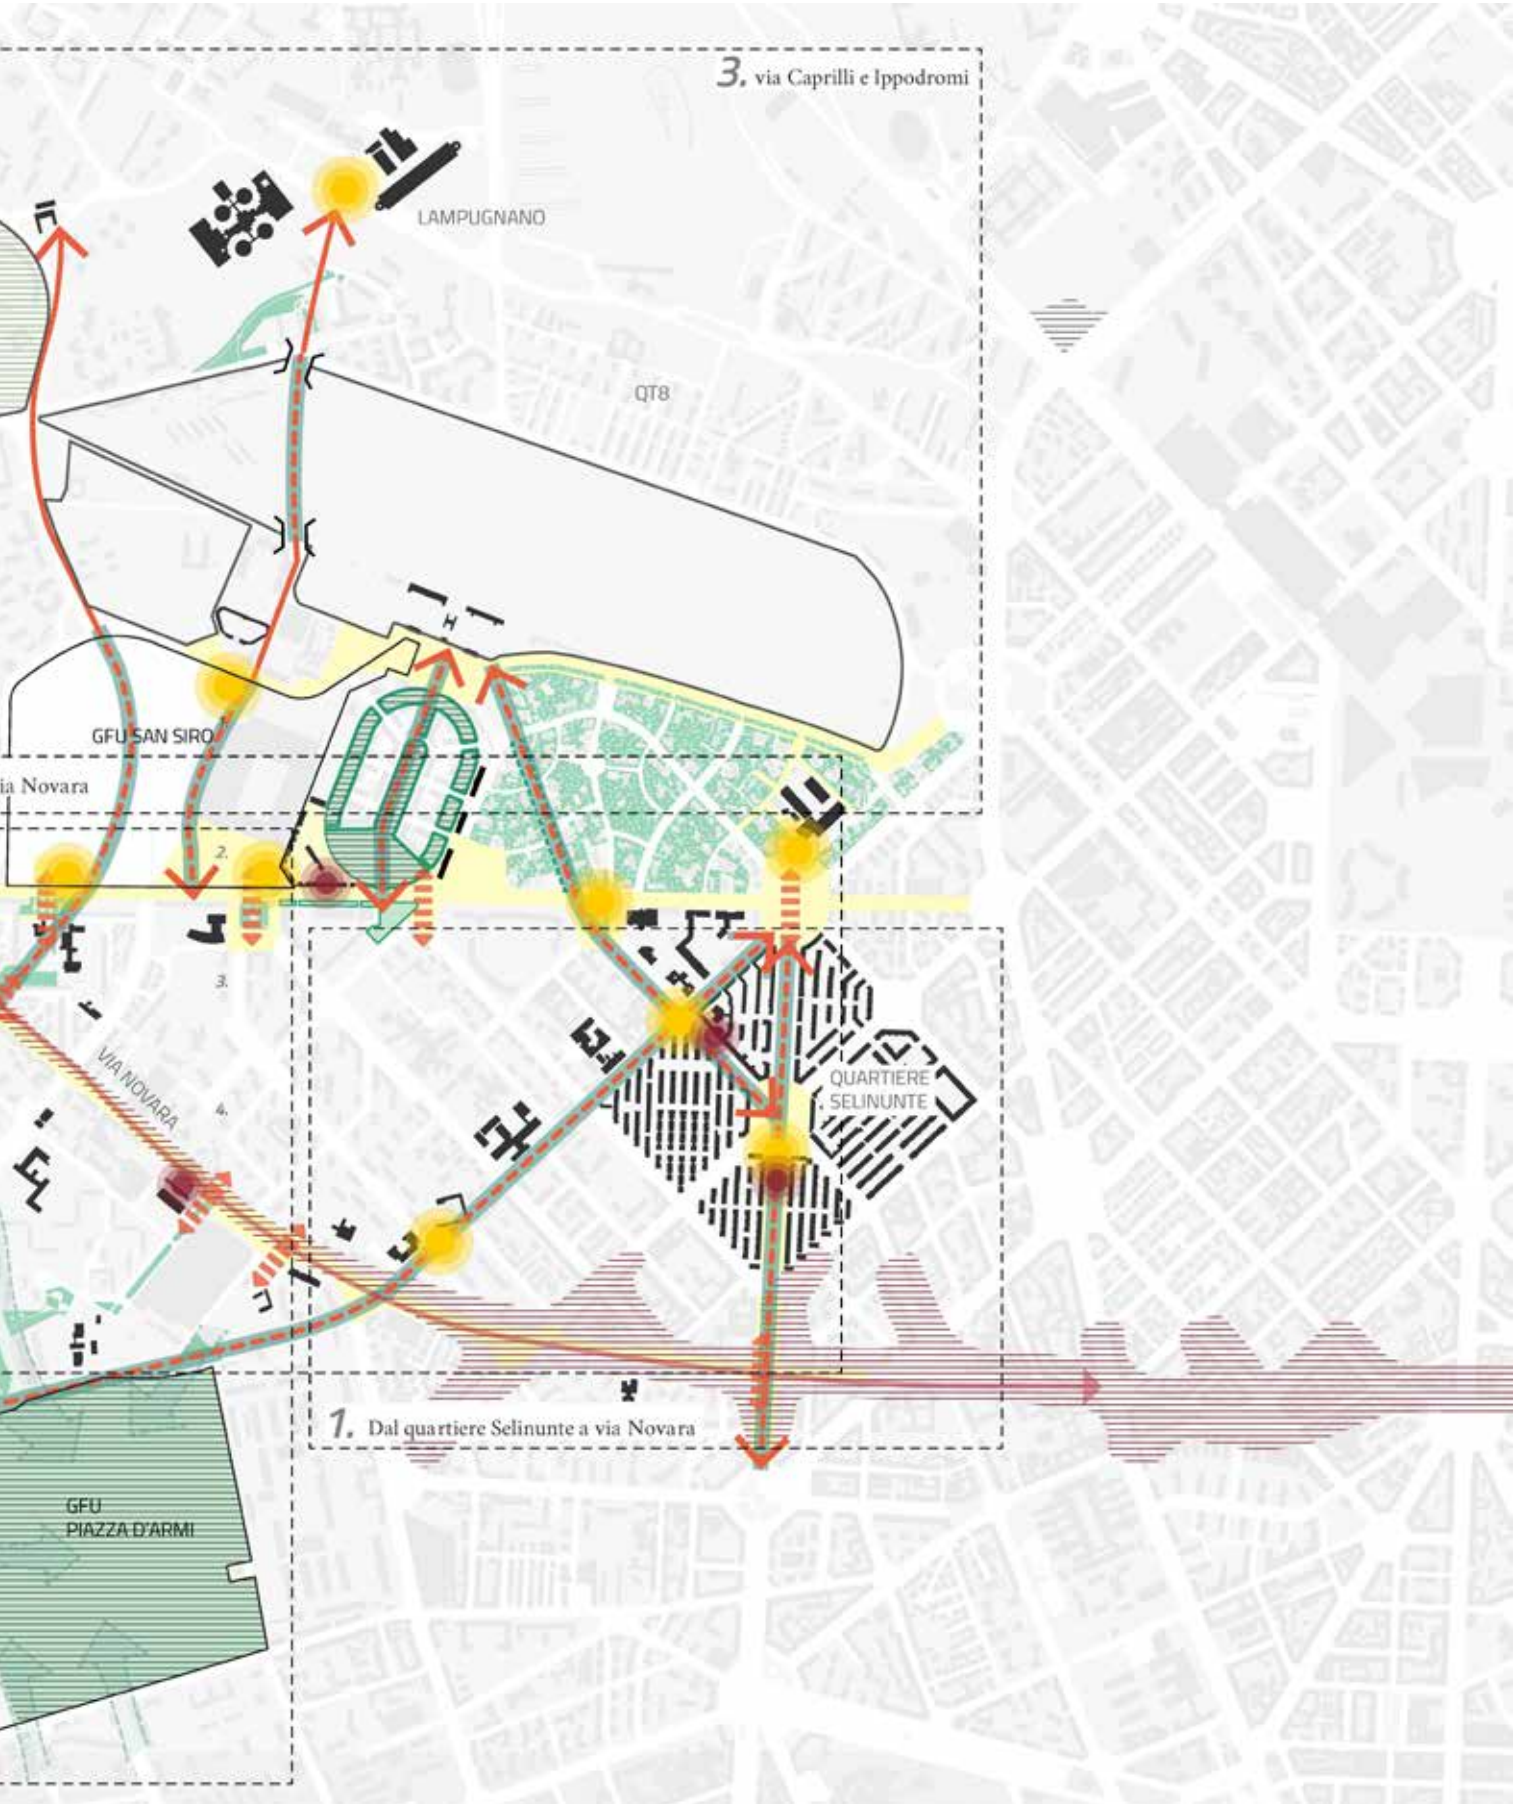 3. via Caprilli e Ippodromi
LAMPUGNANO
QT8
GFU SAN SIRO
ia Novara
2.
3.
VIA NOVARA
4.
QUARTIERE
SELINUNTE
1. Dal quartiere Selinunte a via Novara
GFU
PIAZZA D'ARMI